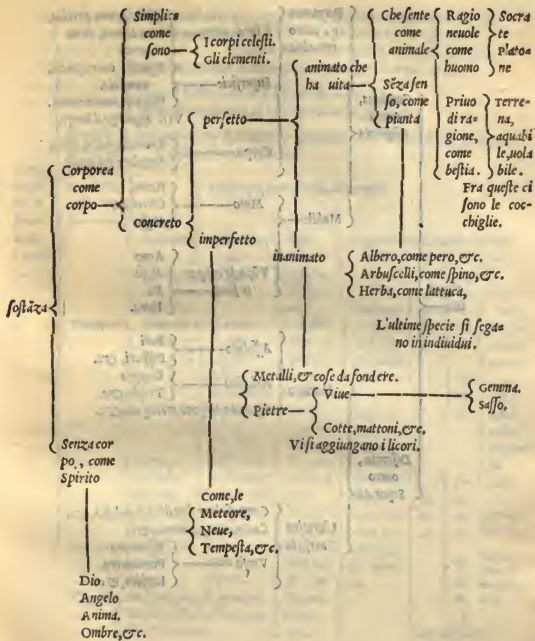 Simplice
come
sono
I corpi celesti.
Gli elementi.
Che sente
come
animale
Ragio
neuole
come
huomo
Socra
te
Platoa
ne
animato che
ha uita
Sēza sen
so, come
pianta
Priuo
di ra-
gione,
come
bestia.
Terre-
na,
aquabi
le, uola
bile.
Fra queste ci
sono le coc-
chiglie.
perfetto
Corporea
come
corpo
concreto
imperfetto
inanimato
Albero, come pero, &c.
Arbuscelli, come spino, &c.
Herba, come lattuca,
sostāza
L'ultime specie si sega-
no in indiuidui.
Metalli, & cose da fondere.
Pietre
Viue
Gemma.
Sasso.
Cotte, mattoni, &c.
Vi si aggiungano i licori.
Senza cor
po, come
Spirito
Come, le
Meteore,
Neue,
Tempesta, &c.
Dio.
Angelo
Anima.
Ombre, &c.